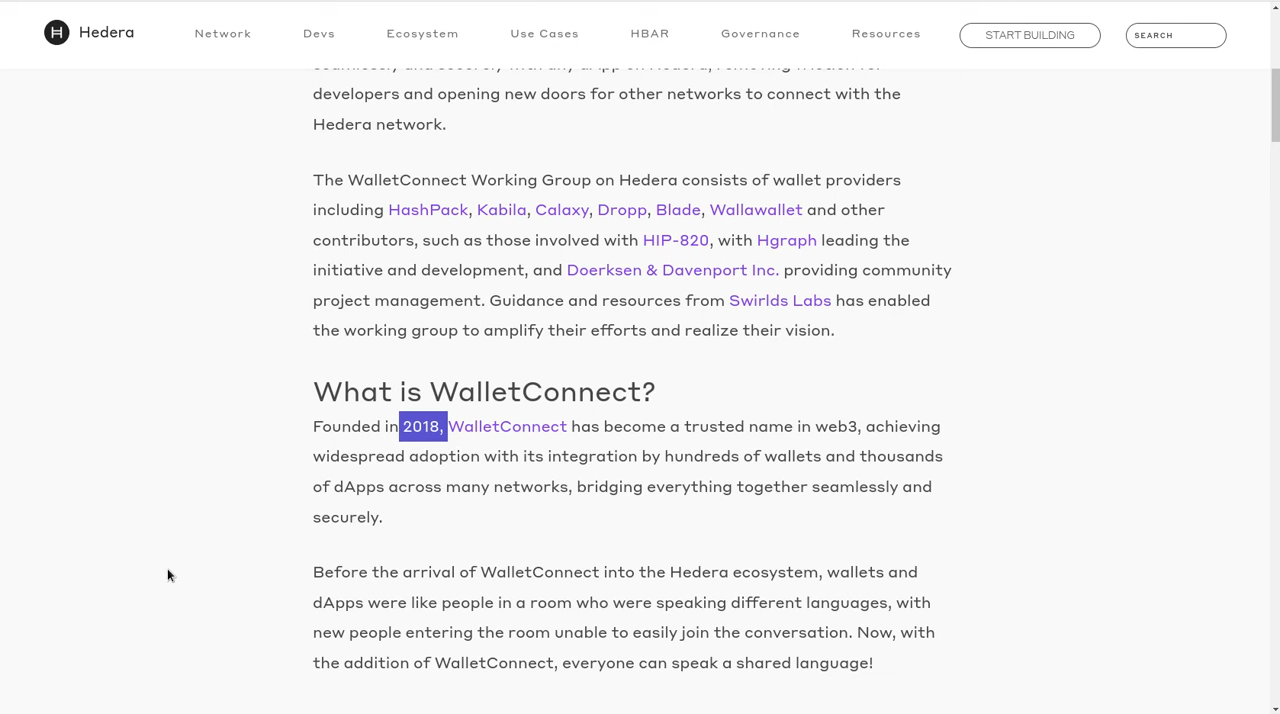 Hedera
Network
Devs
Ecosystem
Use Cases
HBAR
Governance
Resources
START BUILDING
SEARCH
developers and opening new doors for other networks to connect with the
Hedera network.
The WalletConnect Working Group on Hedera consists of wallet providers
including HashPack, Kabila, Calaxy, Dropp, Blade, Wallawallet and other
contributors, such as those involved with HIP-820, with Hgraph leading the
initiative and development, and Doerksen & Davenport Inc. providing community
project management. Guidance and resources from Swirlds Labs has enabled
the working group to amplify their efforts and realize their vision.
What is WalletConnect?
Founded in 2018, WalletConnect has become a trusted name in web3, achieving
widespread adoption with its integration by hundreds of wallets and thousands
of dApps across many networks, bridging everything together seamlessly and
securely.
Before the arrival of WalletConnect into the Hedera ecosystem, wallets and
dApps were like people in a room who were speaking different languages, with
new people entering the room unable to easily join the conversation. Now, with
the addition of WalletConnect, everyone can speak a shared language!